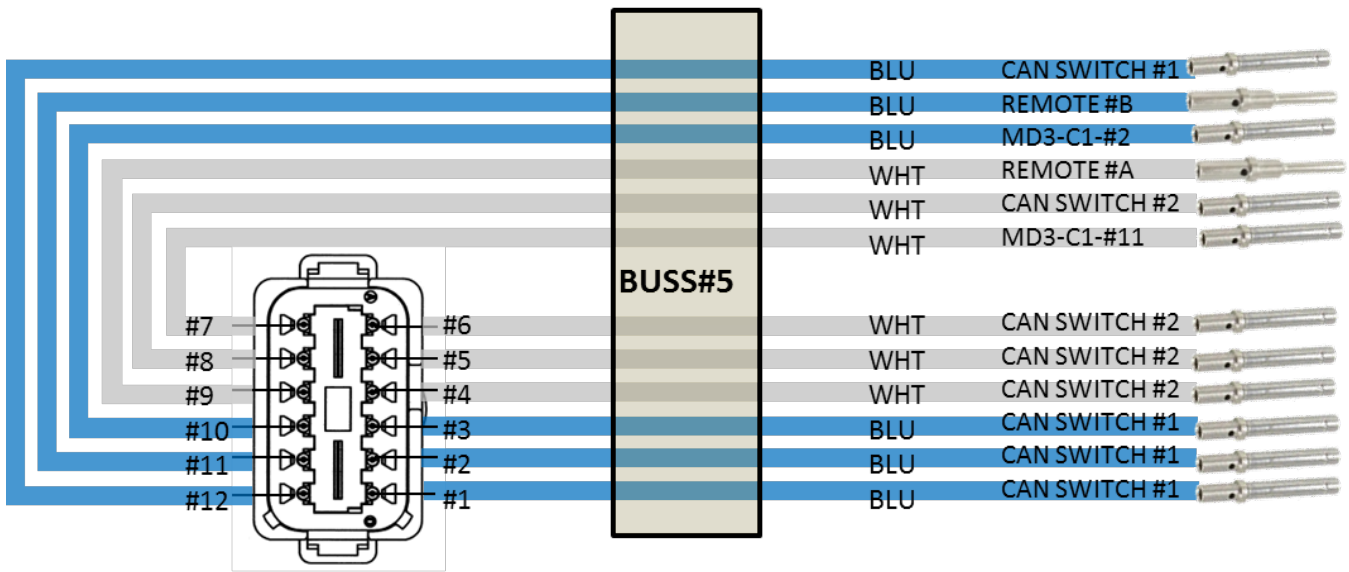 BLU CAN SWITCH #1
BLU REMOTE #B
BLU MD3-C1-#2
WHT REMOTE #A
WHT CAN SWITCH #2
WHT MD3-C1-#11
BUSS#5
#7 #6 WHT CAN SWITCH #2
#8 #5 WHT CAN SWITCH #2
#9 #4 WHT CAN SWITCH #2
#10 #3 BLU CAN SWITCH #1
#11 #2 BLU CAN SWITCH #1
#12 #1 BLU CAN SWITCH #1